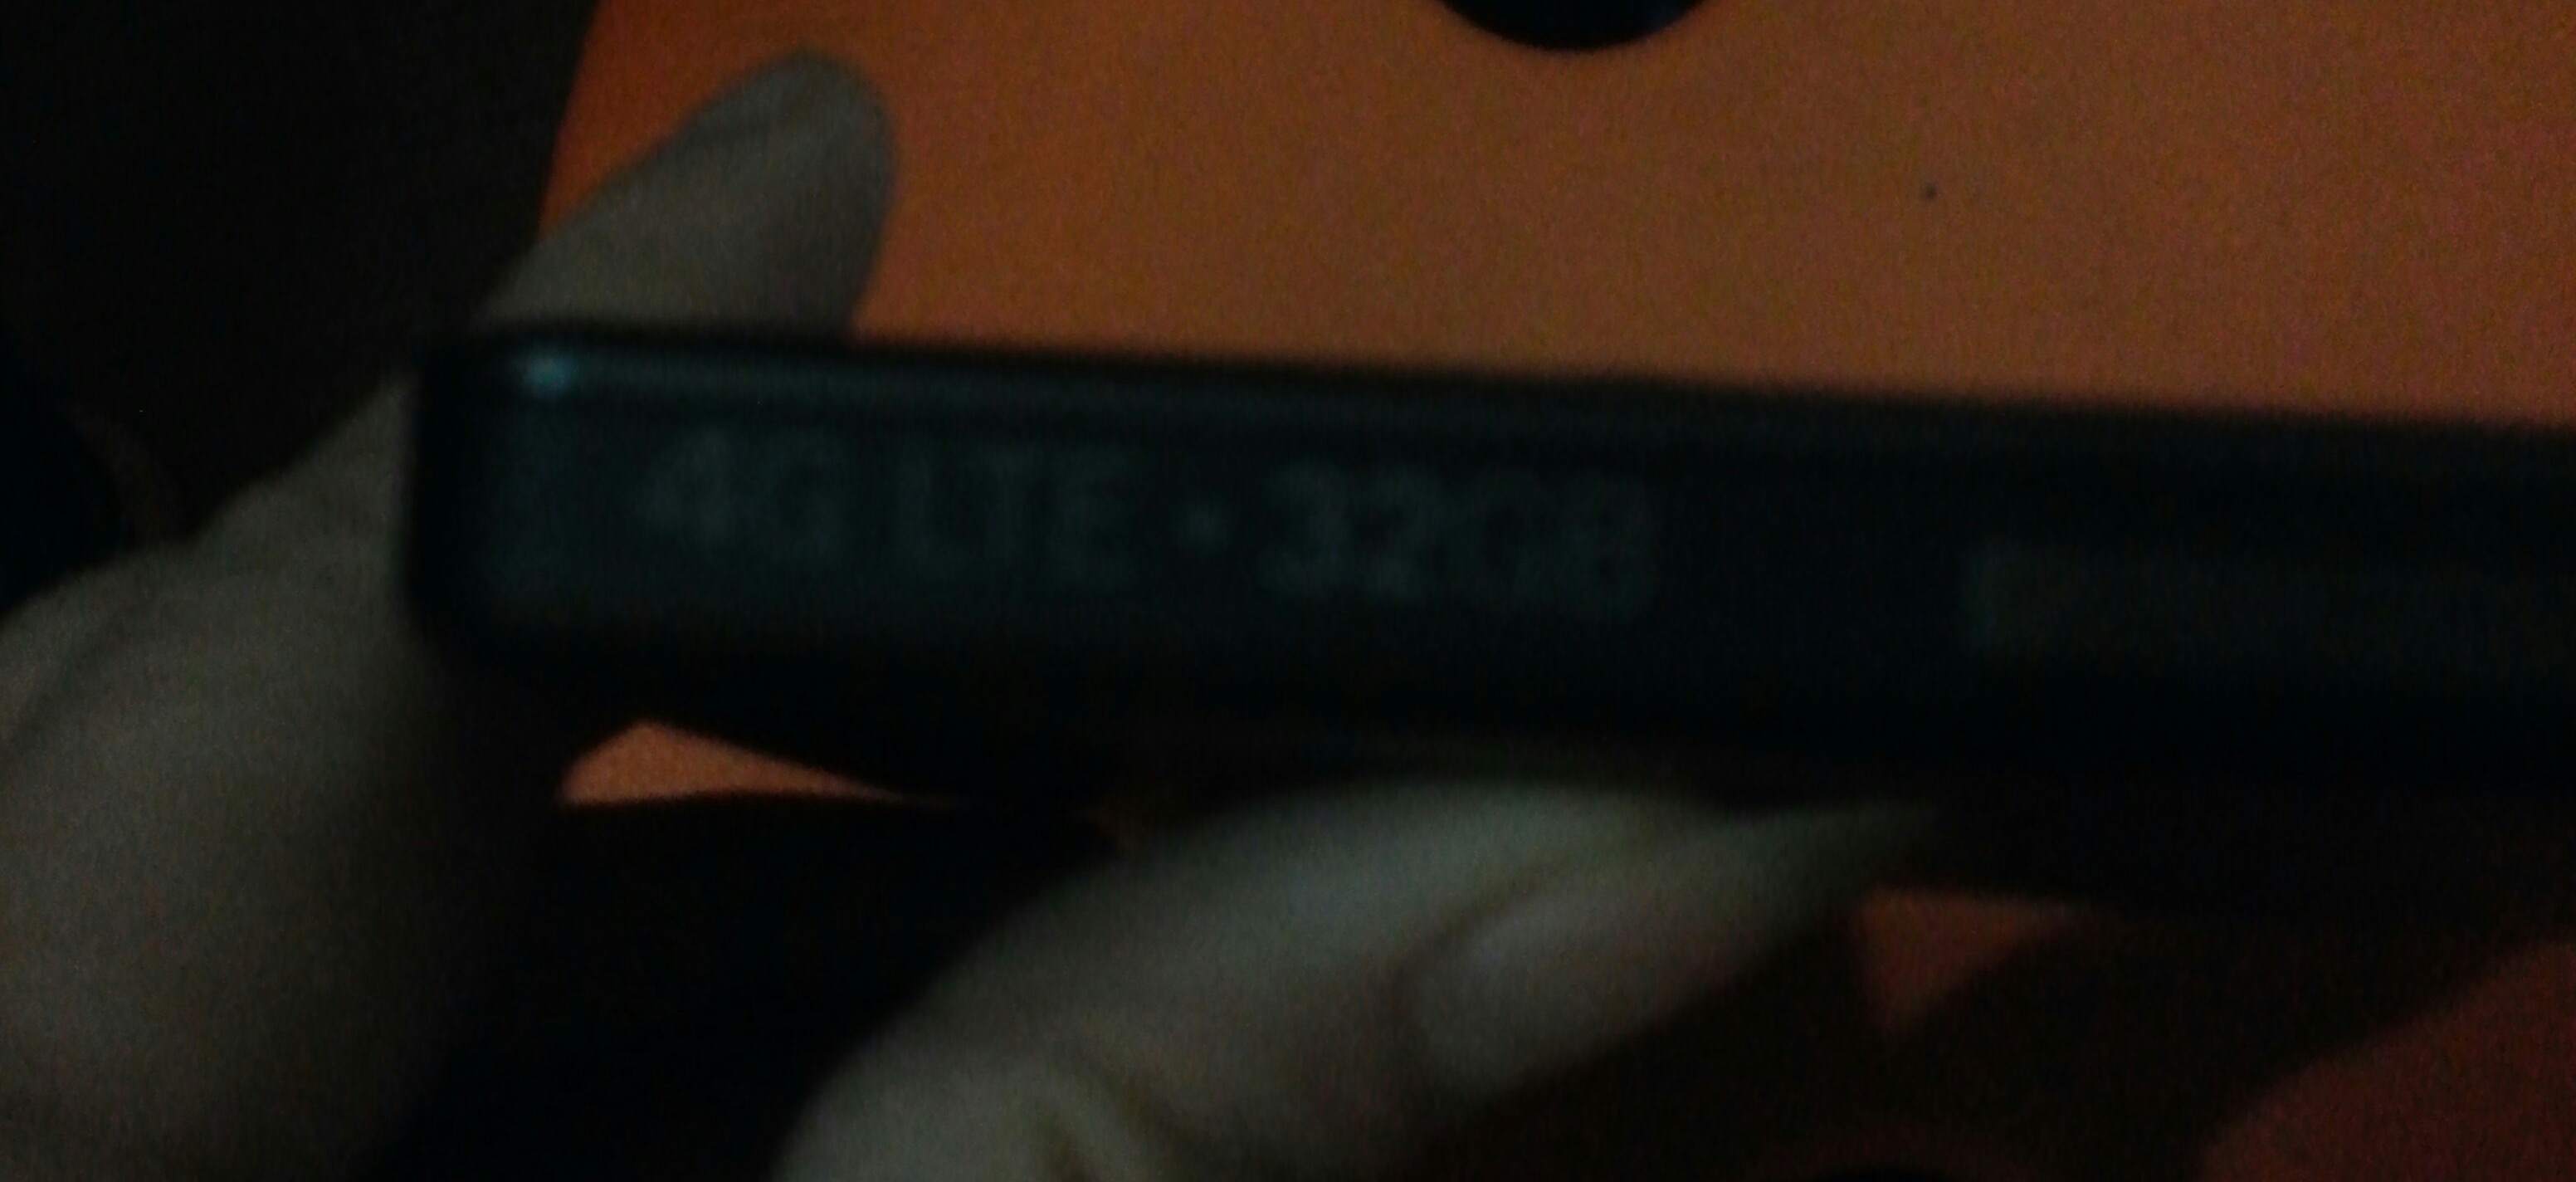 4G LTE • 32GB